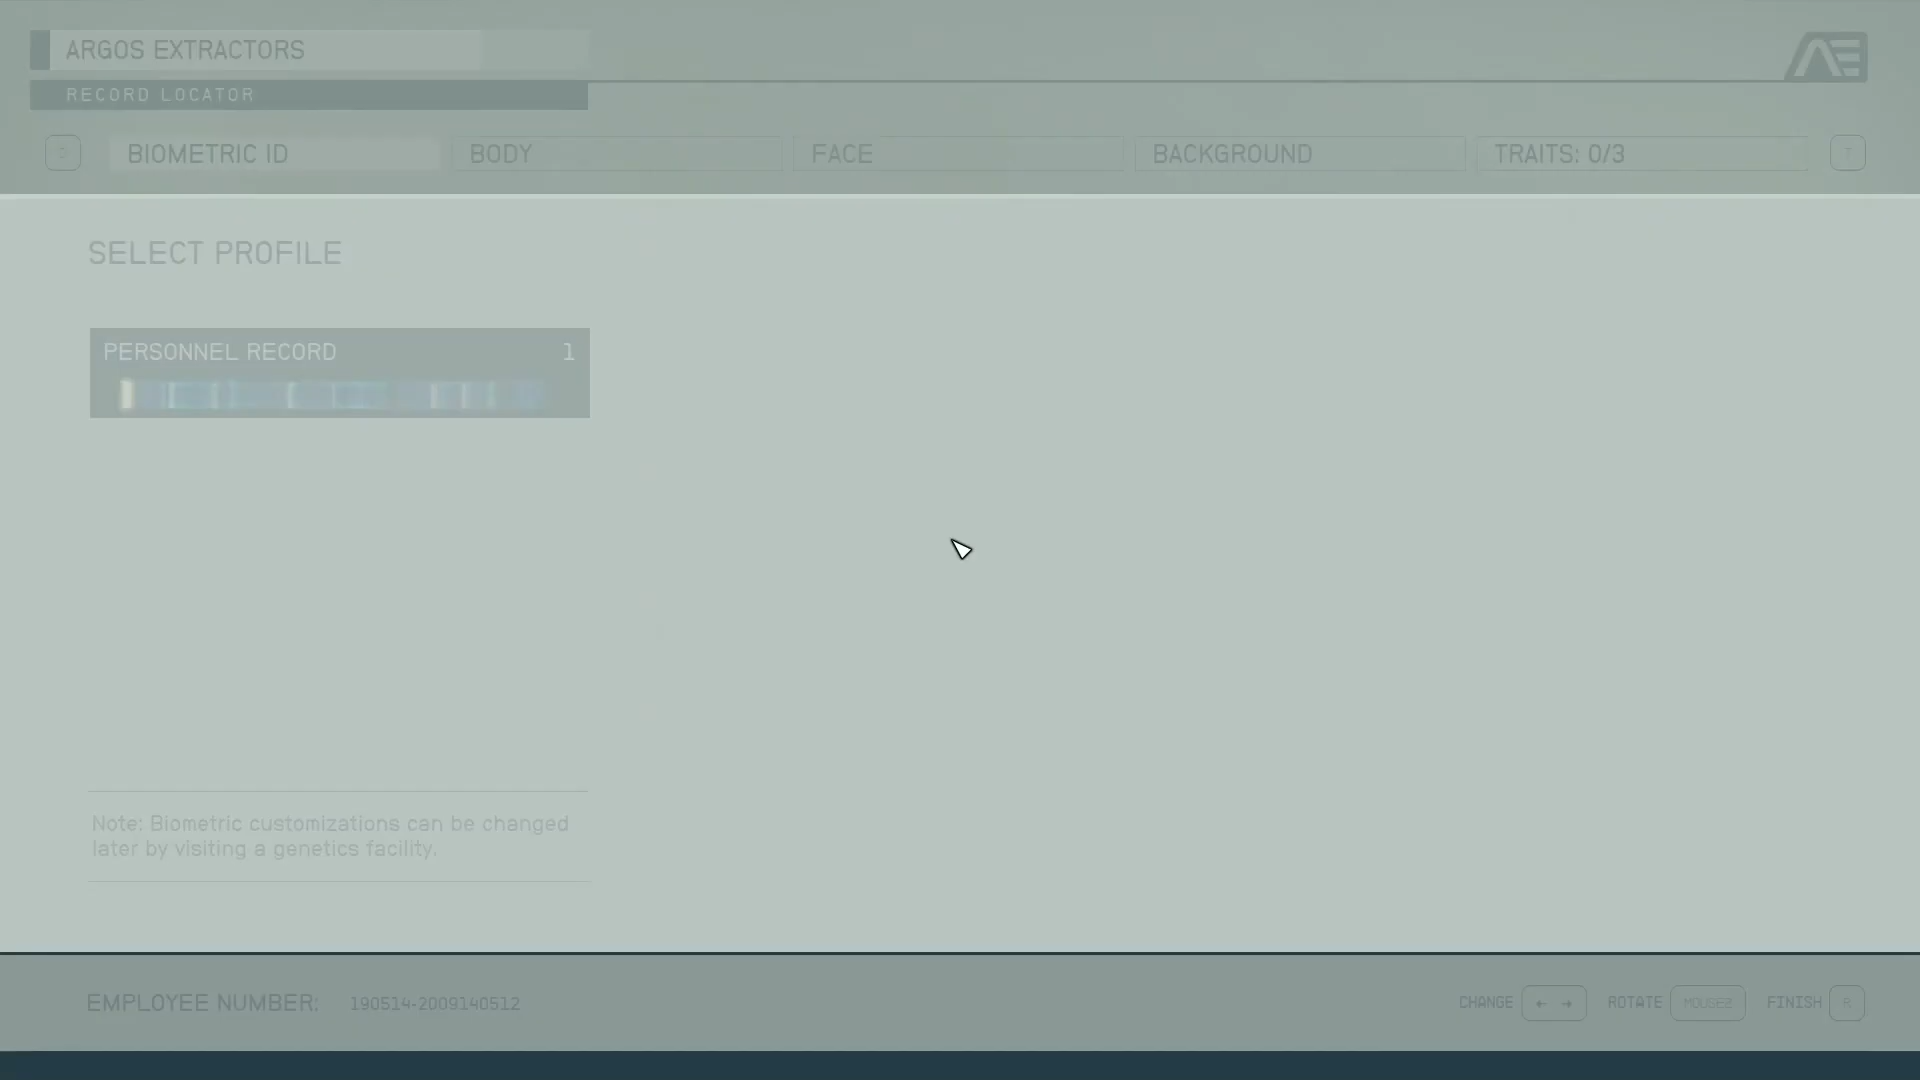 ARGOS EXTRACTORS
RECORD LOCATOR
BIOMETRIC ID
BODY
FACE
BACKGROUND
TRAITS: 0/3
T
SELECT PROFILE
PERSONNEL RECORD 1
Note: Biometric customizations can be changed
later by visiting a genetics facility.
EMPLOYEE NUMBER: 190514-2009140512
CHANGE ← → ROTATE MOUSE2 FINISH R